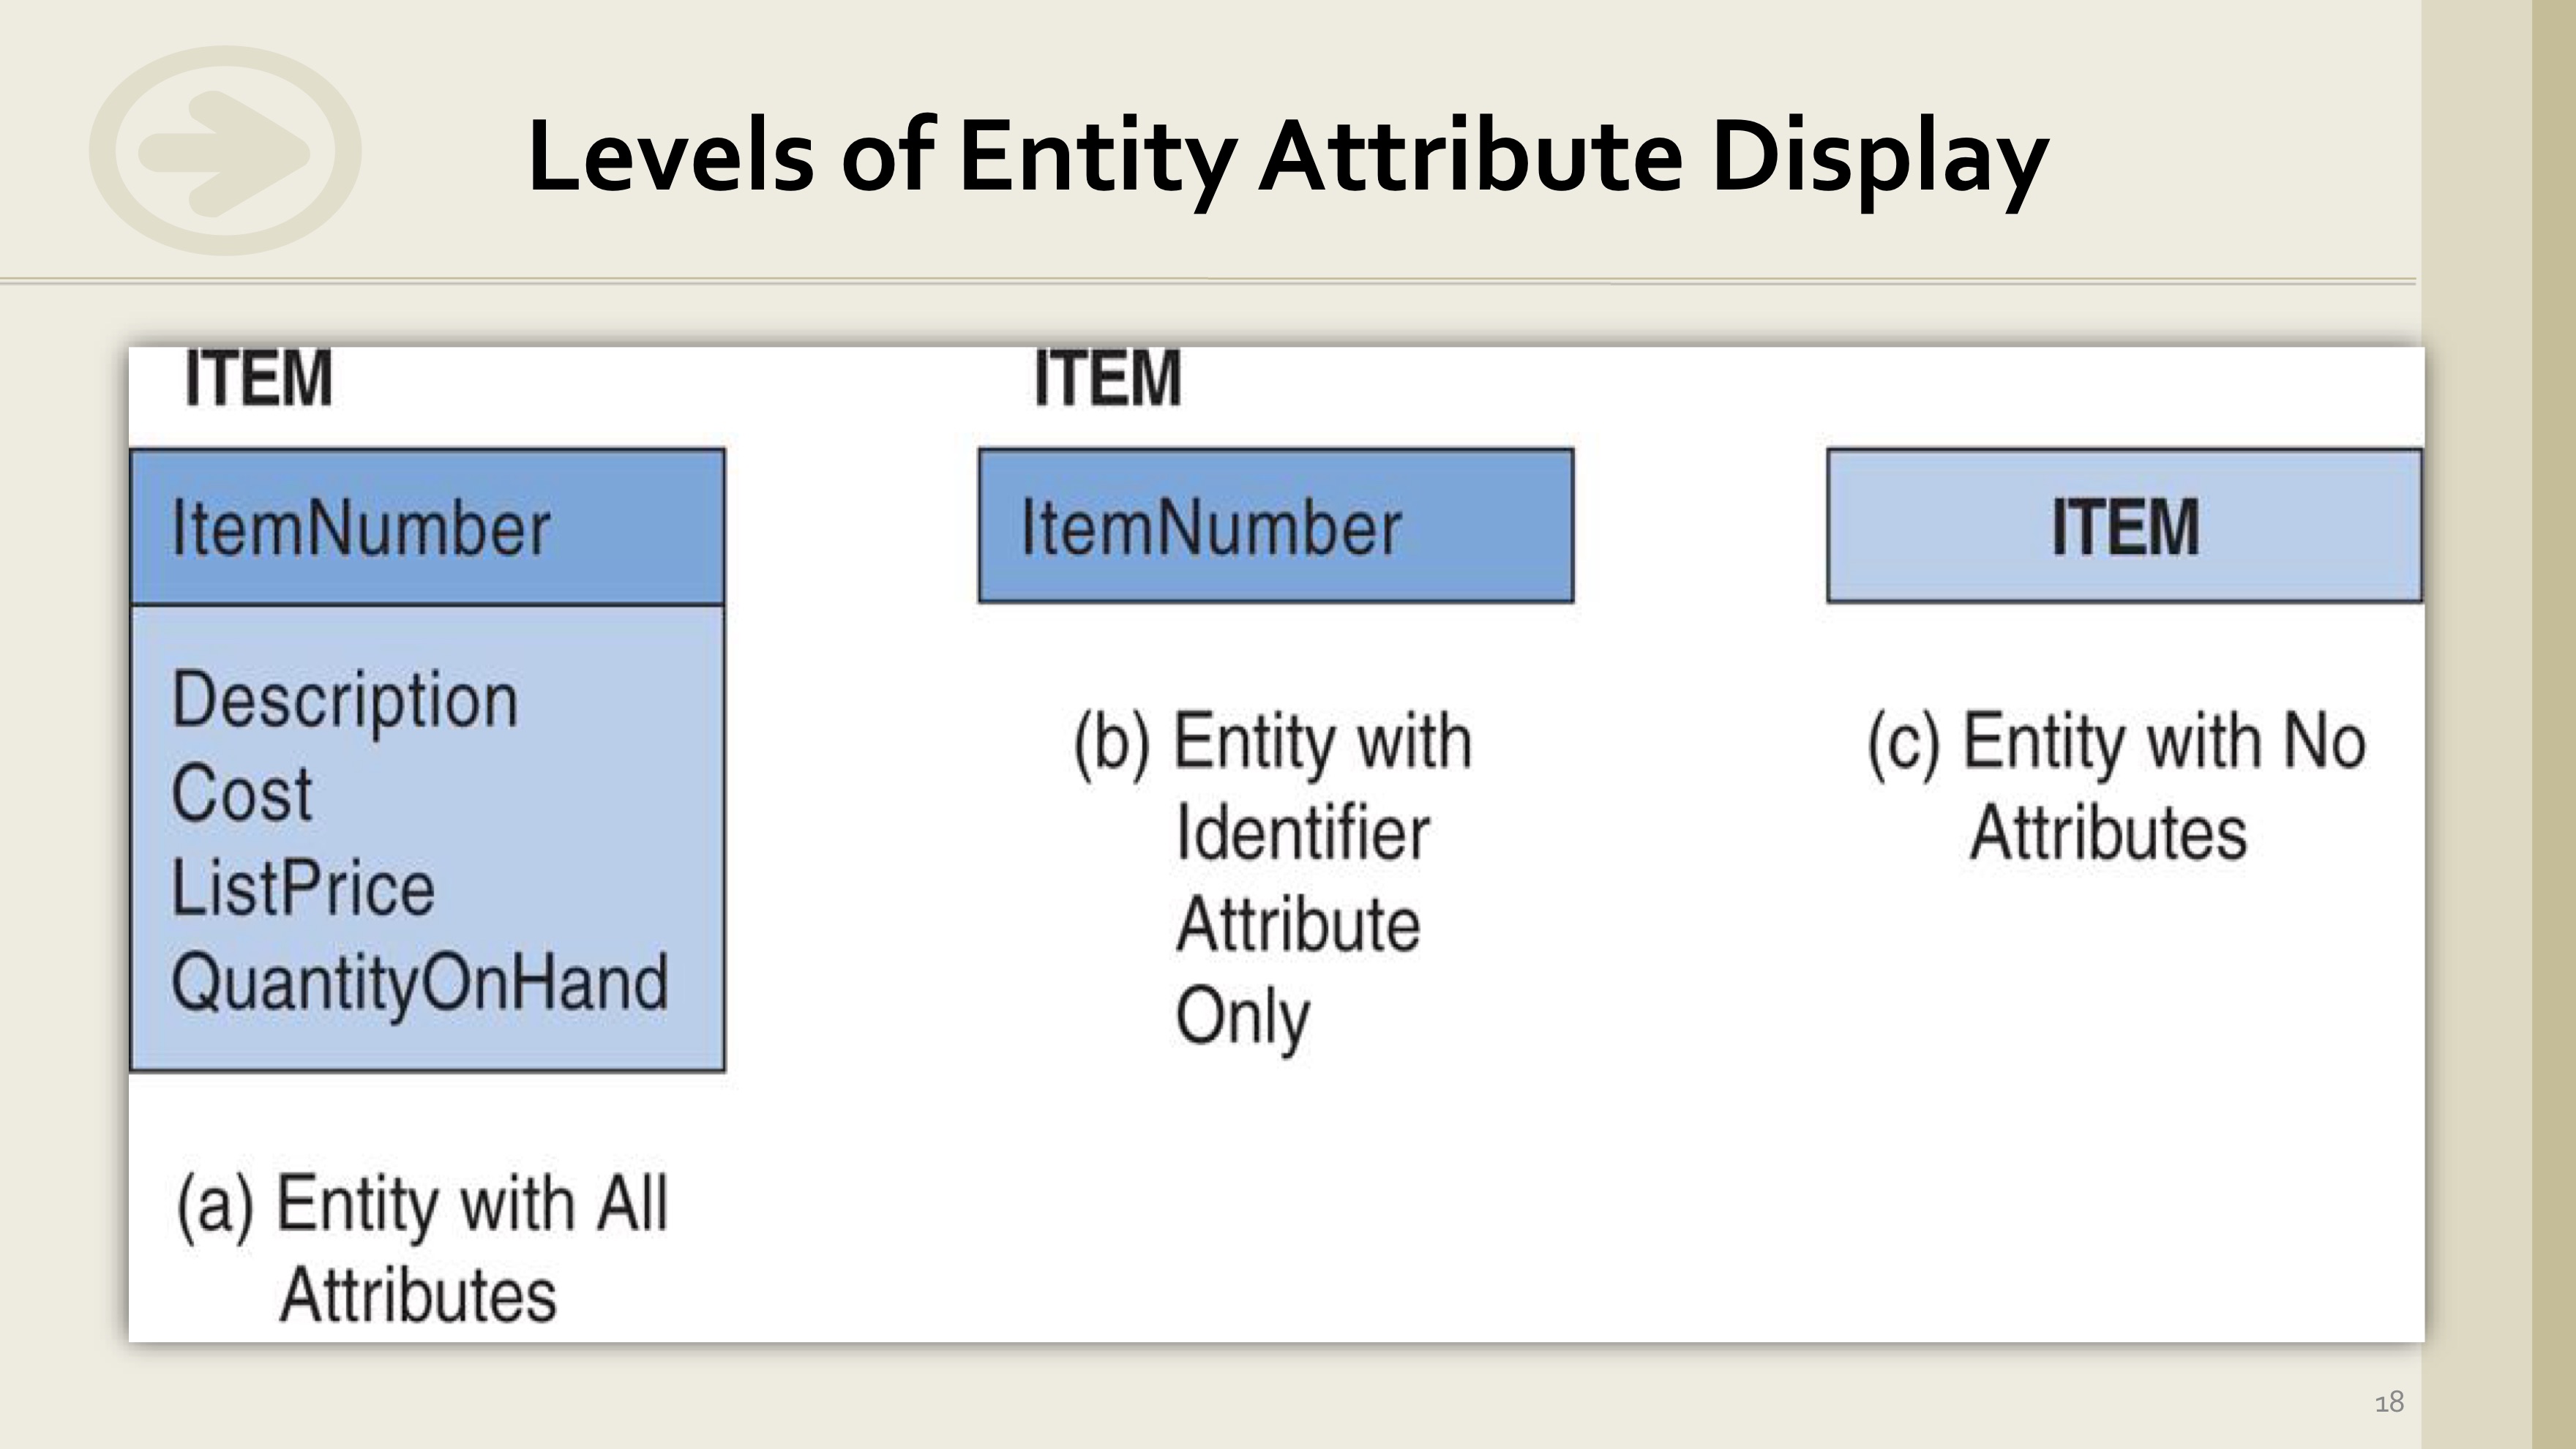 Levels of Entity Attribute Display
ITEM
ItemNumber
Description
Cost
ListPrice
QuantityOnHand
(a) Entity with All
Attributes
ITEM
ItemNumber
(b) Entity with
Identifier
Attribute
Only
ITEM
(c) Entity with No
Attributes
18